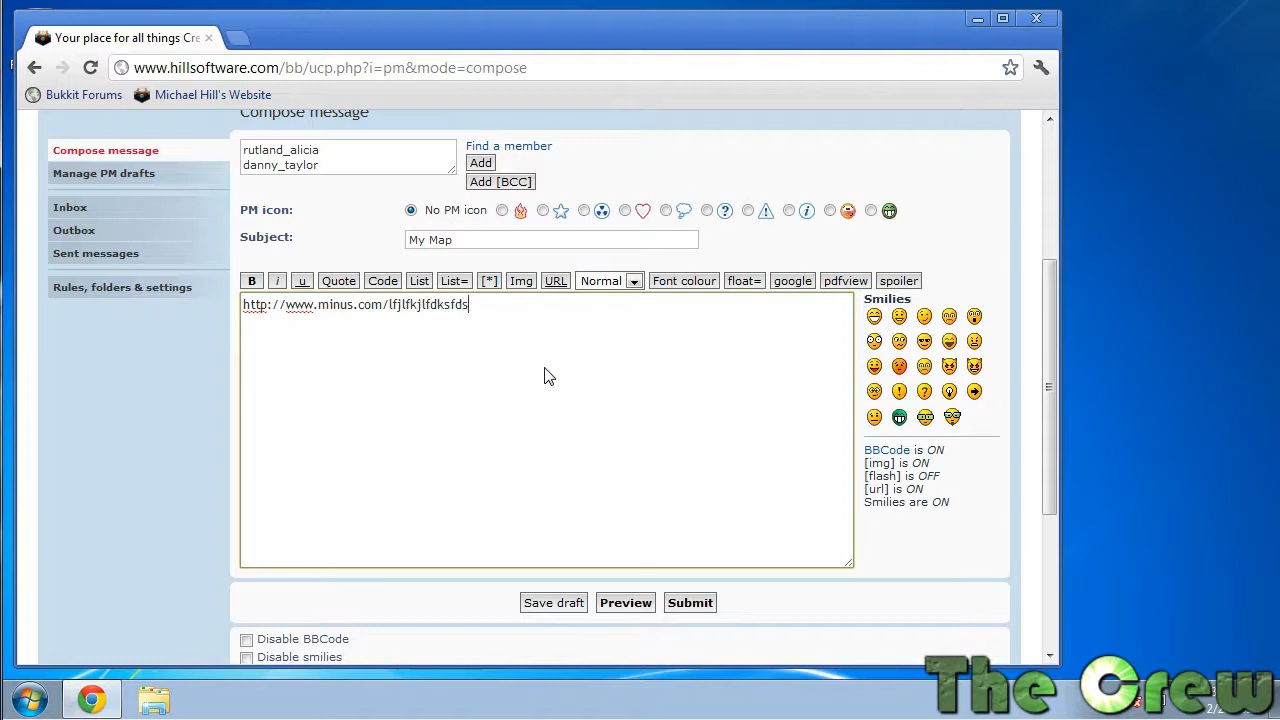 Your place for all things Cre
www.hillsoftware.com/bb/ucp.php?i=pm&mode=compose
Bukkit Forums
Michael Hill's Website
Compose message
Compose message
Manage PM drafts
Inbox
Outbox
Sent messages
Rules, folders & settings
rutland_alicia
danny_taylor
Find a member
Add
Add [BCC]
PM icon:
No PM icon
Subject:
My Map
B i u Quote Code List List= [*] Img URL Normal Font colour float= google pdfview spoiler
http://www.minus.com/lfjlfkjlfdksfds
Smilies
BBCode is ON
[img] is ON
[flash] is OFF
[url] is ON
Smilies are ON
Save draft
Preview
Submit
Disable BBCode
Disable smilies
The Crew